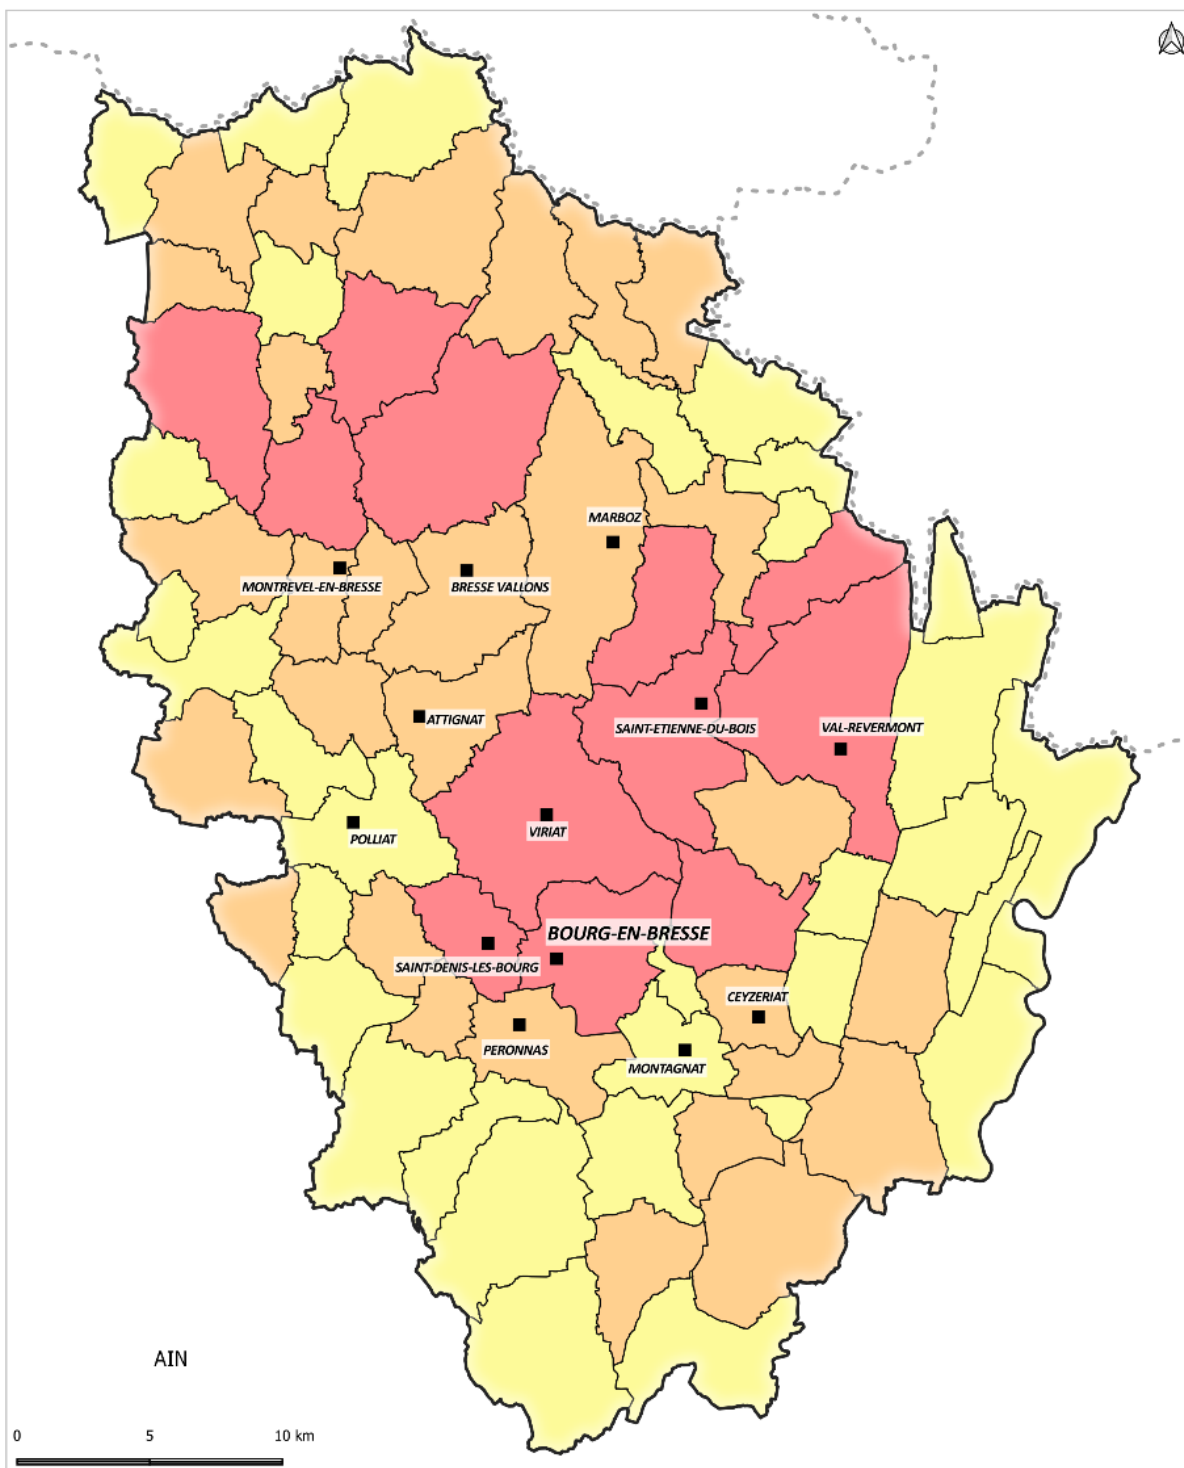 MARBOZ
MONTREVEL-EN-BRESSE
BRESSE VALLONS
ATTIGNAT
SAINT-ETIENNE-DU-BOIS
VAL-REVERMONT
POLLIAT
VIRIAT
BOURG-EN-BRESSE
SAINT-DENIS-LES-BOURG
CEYZERIAT
PERONNAS
MONTAGNAT
AIN
0 5 10 km